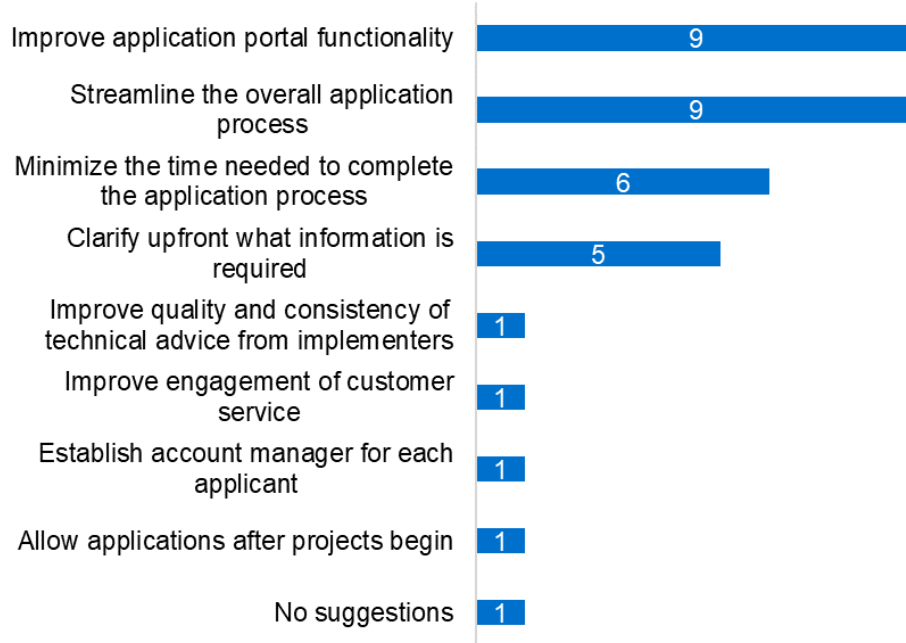 Improve application portal functionality
9
Streamline the overall application
process
9
Minimize the time needed to complete
the application process
6
Clarify upfront what information is
required
5
Improve quality and consistency of
technical advice from implementers
1
Improve engagement of customer
service
1
Establish account manager for each
applicant
1
Allow applications after projects begin
1
No suggestions
1